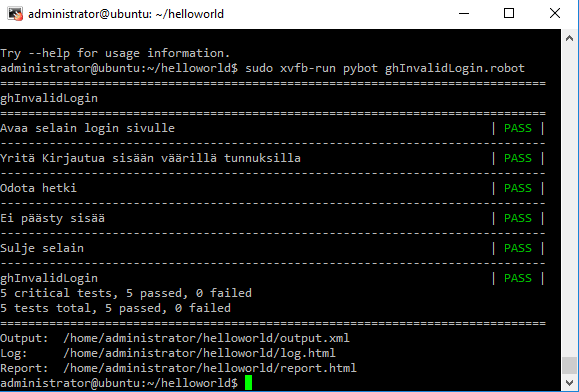 administrator@ubuntu: ~/helloworld
Try --help for usage information.
administrator@ubuntu:~/helloworld$ sudo xvfb-run pybot ghInvalidLogin.robot
==============================================================================
ghInvalidLogin
==============================================================================
Avaa selain login sivulle | PASS |
------------------------------------------------------------------------------
Yritä Kirjautua sisään väärillä tunnuksilla | PASS |
------------------------------------------------------------------------------
Odota hetki | PASS |
------------------------------------------------------------------------------
Ei päästy sisää | PASS |
------------------------------------------------------------------------------
Sulje selain | PASS |
------------------------------------------------------------------------------
ghInvalidLogin | PASS |
5 critical tests, 5 passed, 0 failed
5 tests total, 5 passed, 0 failed
==============================================================================
Output:  /home/administrator/helloworld/output.xml
Log:     /home/administrator/helloworld/log.html
Report:  /home/administrator/helloworld/report.html
administrator@ubuntu:~/helloworld$